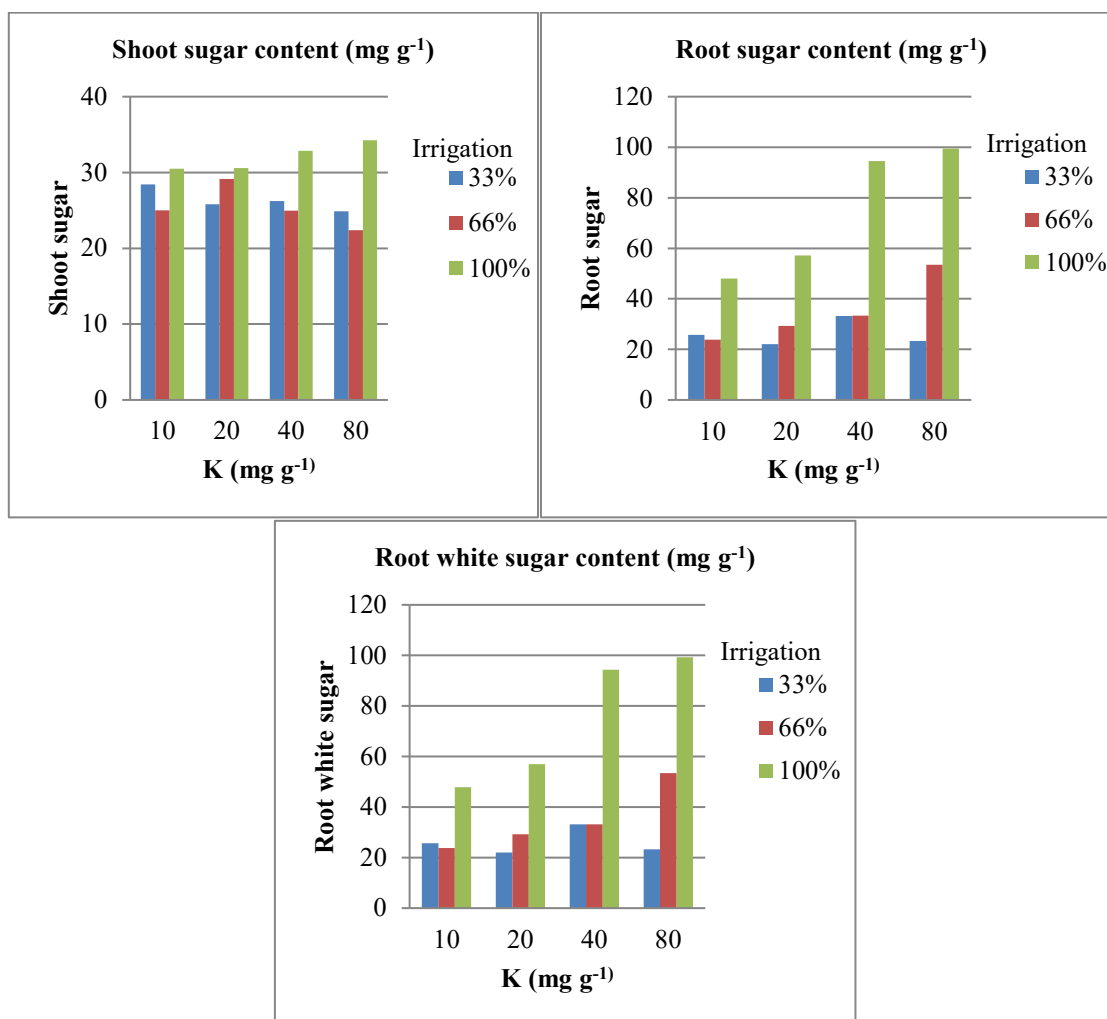 Shoot sugar content (mg g⁻¹)
40
30
20
10
0
Shoot sugar
10 20 40 80
K (mg g⁻¹)
Irrigation
33%
66%
100%
Root sugar content (mg g⁻¹)
120
100
80
60
40
20
0
Root sugar
10 20 40 80
K (mg g⁻¹)
Irrigation
33%
66%
100%
Root white sugar content (mg g⁻¹)
120
100
80
60
40
20
0
Root white sugar
10 20 40 80
K (mg g⁻¹)
Irrigation
33%
66%
100%